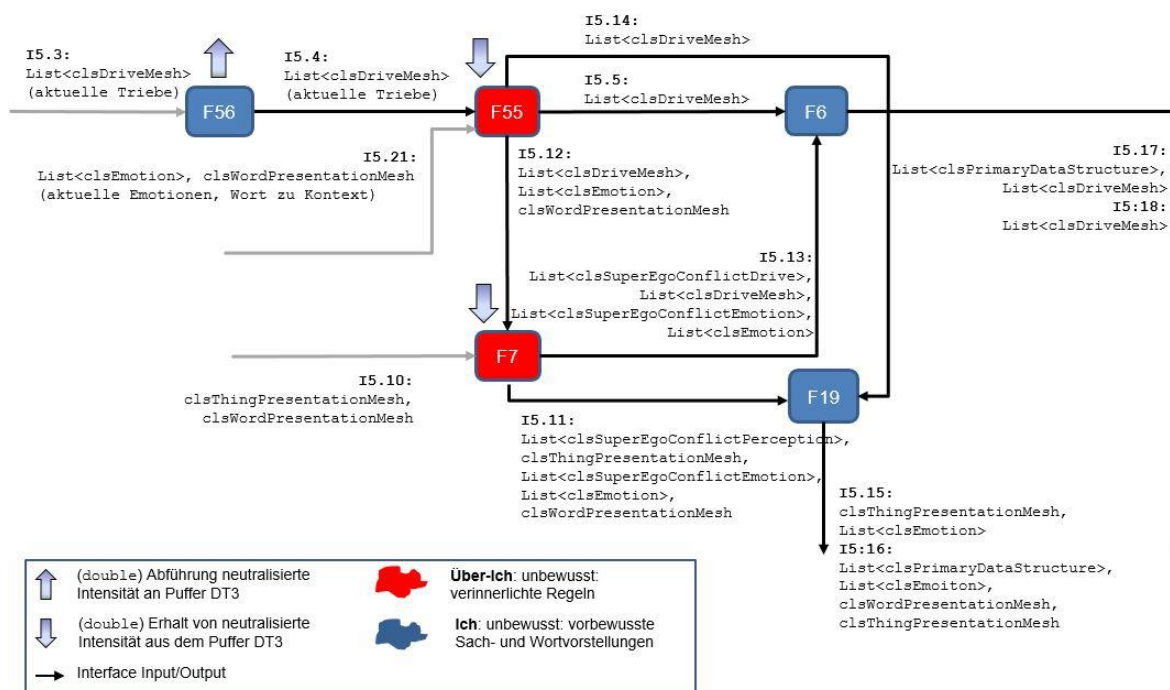 I5.14:
List<clsDriveMesh>
I5.3:
List<clsDriveMesh>
(aktuelle Triebe)
I5.4:
List<clsDriveMesh>
(aktuelle Triebe)
I5.5:
List<clsDriveMesh>
F56
F55
F6
I5.21:
List<clsEmotion>, clsWordPresentationMesh
(aktuelle Emotionen, Wort zu Kontext)
I5.12:
List<clsDriveMesh>,
List<clsEmotion>,
clsWordPresentationMesh
I5.17:
List<clsPrimaryDataStructure>,
List<clsDriveMesh>
I5:18:
List<clsDriveMesh>
I5.13:
List<clsSuperEgoConflictDrive>,
List<clsDriveMesh>,
List<clsSuperEgoConflictEmotion>,
List<clsEmotion>
F7
I5.10:
clsThingPresentationMesh,
clsWordPresentationMesh
F19
I5.11:
List<clsSuperEgoConflictPerception>,
clsThingPresentationMesh,
List<clsSuperEgoConflictEmotion>,
List<clsEmotion>,
clsWordPresentationMesh
I5.15:
clsThingPresentationMesh,
List<clsEmotion>
I5:16:
List<clsPrimaryDataStructure>,
List<clsEmoiton>,
clsWordPresentationMesh,
clsThingPresentationMesh
(double) Abführung neutralisierte
Intensität an Puffer DT3
(double) Erhalt von neutralisierte
Intensität aus dem Puffer DT3
Interface Input/Output
Über-Ich: unbewusst:
verinnerlichte Regeln
Ich: unbewusst: vorbewusste
Sach- und Wortvorstellungen